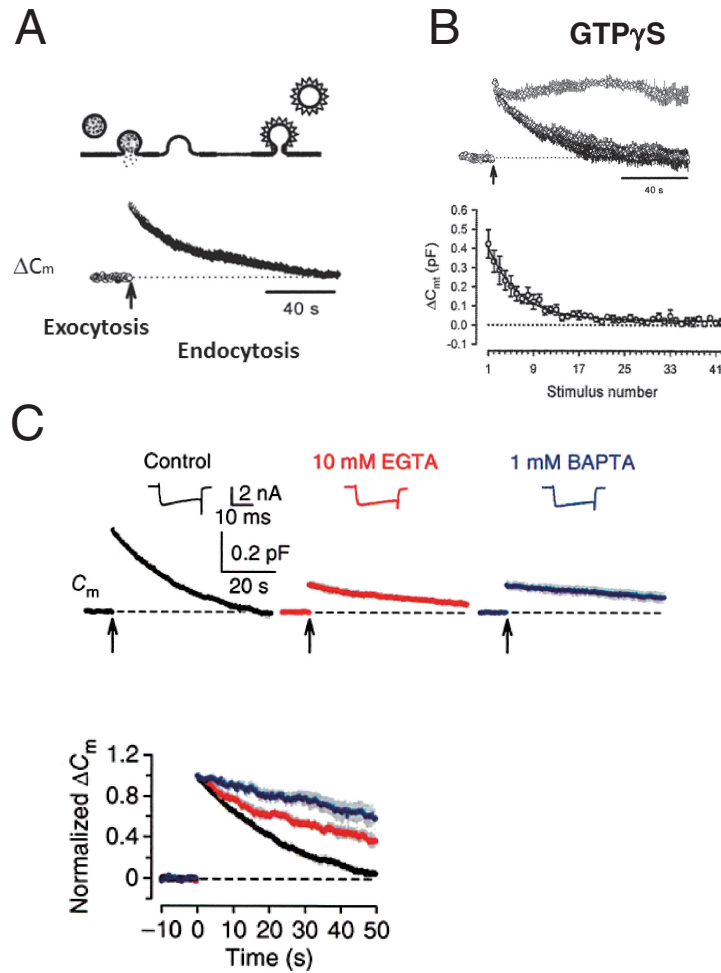 A
ΔCm
40 s
Exocytosis
Endocytosis
B
GTPγS
40 s
0.6
0.5
0.4
0.3
0.2
0.1
0.0
-0.1
ΔCmt (pF)
1 9 17 25 33 41
Stimulus number
C
Control
10 mM EGTA
1 mM BAPTA
2 nA
10 ms
0.2 pF
20 s
Cm
1.2
0.8
0.4
0
Normalized ΔCm
−10 0 10 20 30 40 50
Time (s)